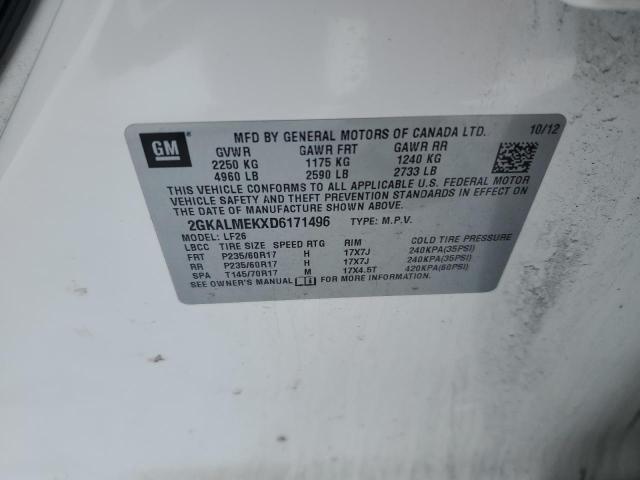 GM
MFD BY GENERAL MOTORS OF CANADA LTD. 10/12
GVWR GAWR FRT GAWR RR
2250 KG 1175 KG 1240 KG
4960 LB 2590 LB 2733 LB
THIS VEHICLE CONFORMS TO ALL APPLICABLE U.S. FEDERAL MOTOR
VEHICLE SAFETY AND THEFT PREVENTION STANDARDS IN EFFECT ON
THE DATE OF MANUFACTURE SHOWN ABOVE.
2GKALMEKXD6171496 TYPE: M.P.V.
MODEL: LF26
LBCC TIRE SIZE SPEED RTG RIM COLD TIRE PRESSURE
FRT P235/60R17 H 17X7J 240KPA(35PSI)
RR P235/60R17 H 17X7J 240KPA(35PSI)
SPA T145/70R17 M 17X4.5T 420KPA(60PSI)
SEE OWNER'S MANUAL FOR MORE INFORMATION.